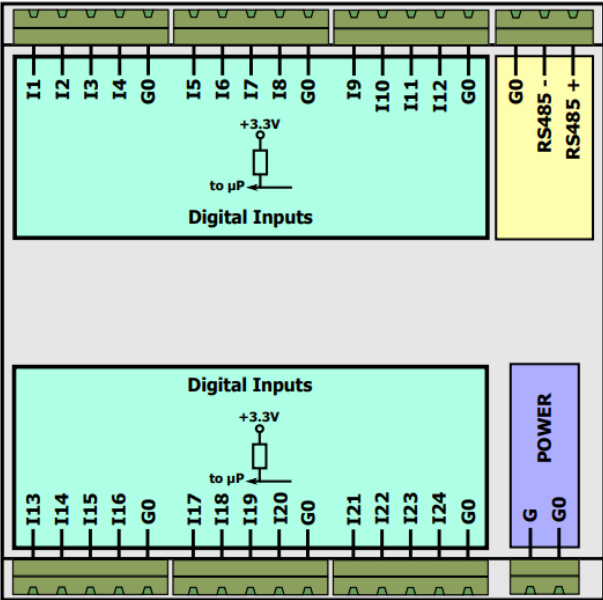 I1 I2 I3 I4 G0 I5 I6 I7 I8 G0 I9 I10 I11 I12 G0 G0 RS485 - RS485 +
+3.3V
to µP
Digital Inputs
Digital Inputs
+3.3V
to µP
POWER
I13 I14 I15 I16 G0 I17 I18 I19 I20 G0 I21 I22 I23 I24 G0 G G0